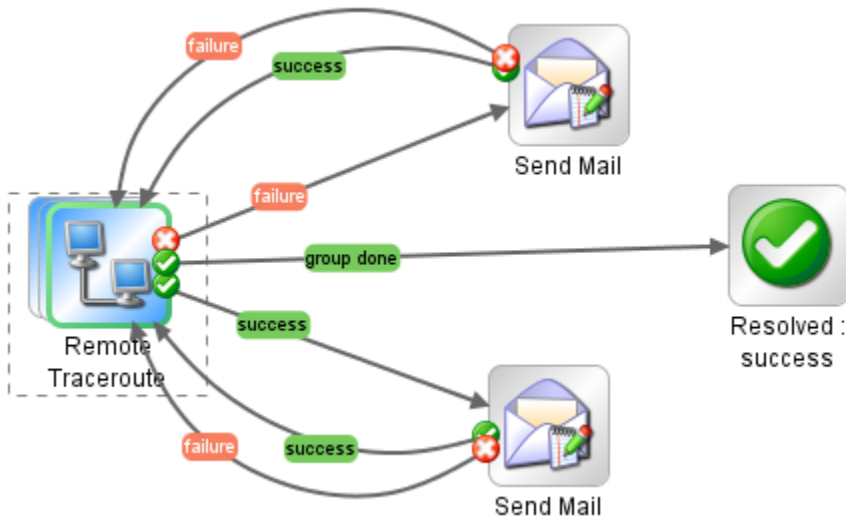 failure
success
Send Mail
failure
group done
Resolved :
success
success
Remote
Traceroute
success
failure
Send Mail